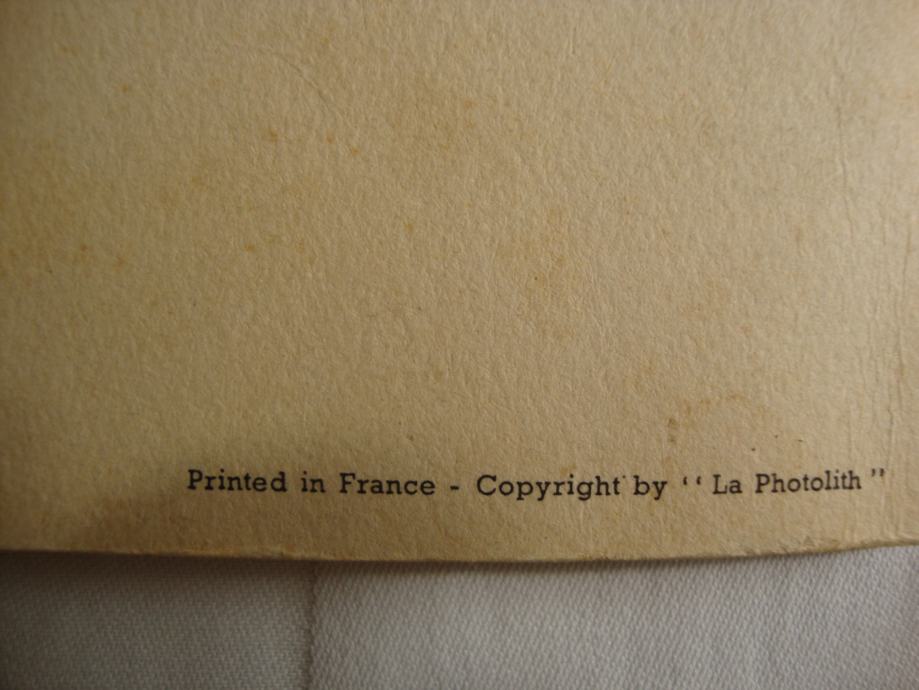 Printed in France - Copyright by “ La Photolith ”